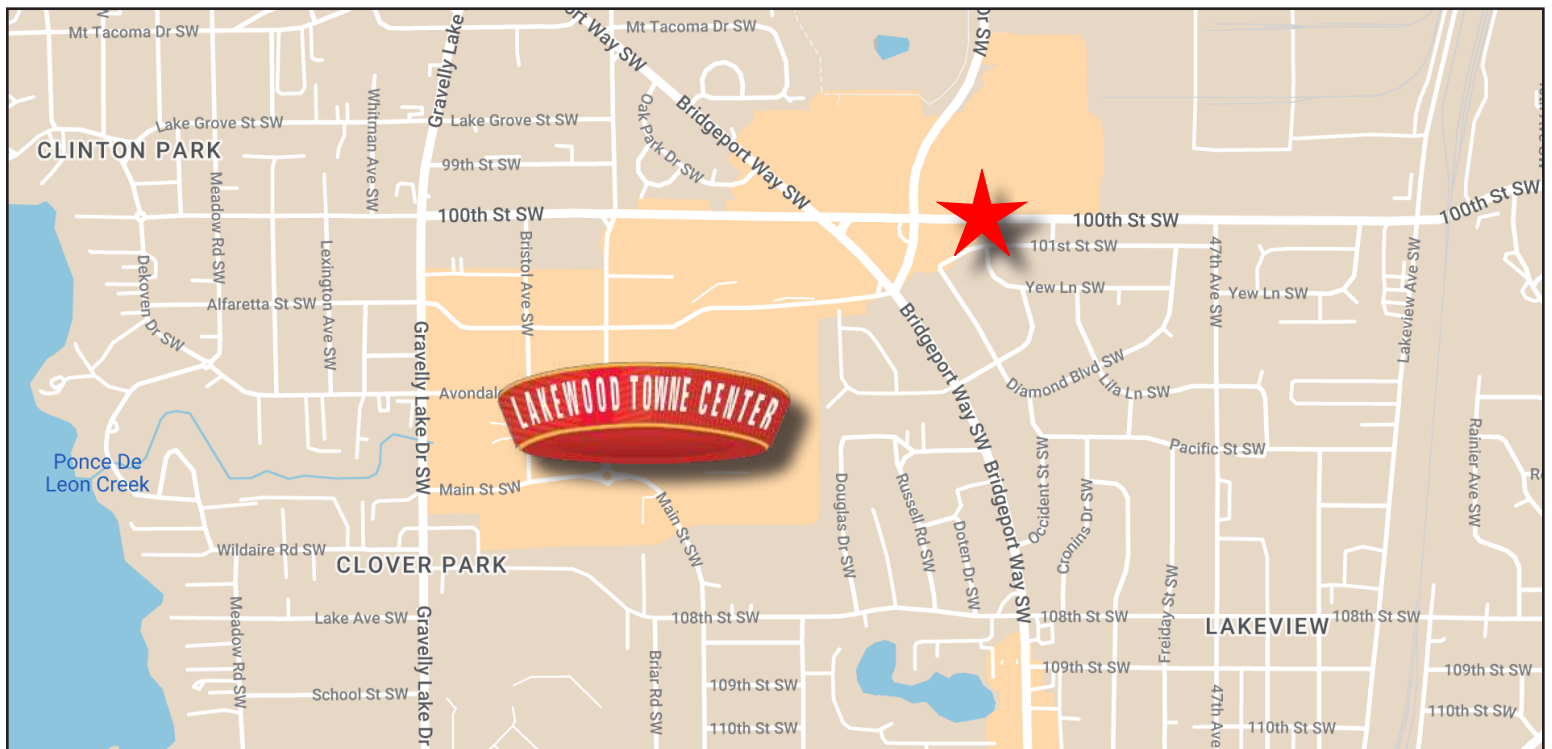 Mt Tacoma Dr SW
Gravelly Lake
port Way SW
Mt Tacoma Dr SW
Dr SW
Whitman Ave SW
Oak Park Dr SW
Bridgeport Way SW
Lake Grove St SW
Lake Grove St SW
CLINTON PARK
99th St SW
Meadow Rd SW
100th St SW
100th St SW
100th St SW
Bristol Ave SW
101st St SW
47th Ave SW
Lakeview Ave SW
Dekoven Dr SW
Lexington Ave SW
Yew Ln SW
Yew Ln SW
Alfaretta St SW
Gravelly Lake Dr SW
Bridgeport Way SW
Diamond Blvd SW
Lila Ln SW
Avondal
LAKEWOOD TOWNE CENTER
Pacific St SW
Rainier Ave SW
Ponce De
Leon Creek
Main St SW
Main St SW
Douglas Dr SW
Russell Rd SW
Doten Dr SW
Bridgeport Way SW
Occident St SW
Cronins Dr SW
Wildaire Rd SW
CLOVER PARK
Freiday St SW
Meadow Rd SW
Lake Ave SW
Gravelly Lake Dr
108th St SW
108th St SW
LAKEVIEW
108th St SW
Briar Rd SW
109th St SW
109th St SW
109th St SW
School St SW
47th Ave
110th St SW
110th St SW
110th St SW